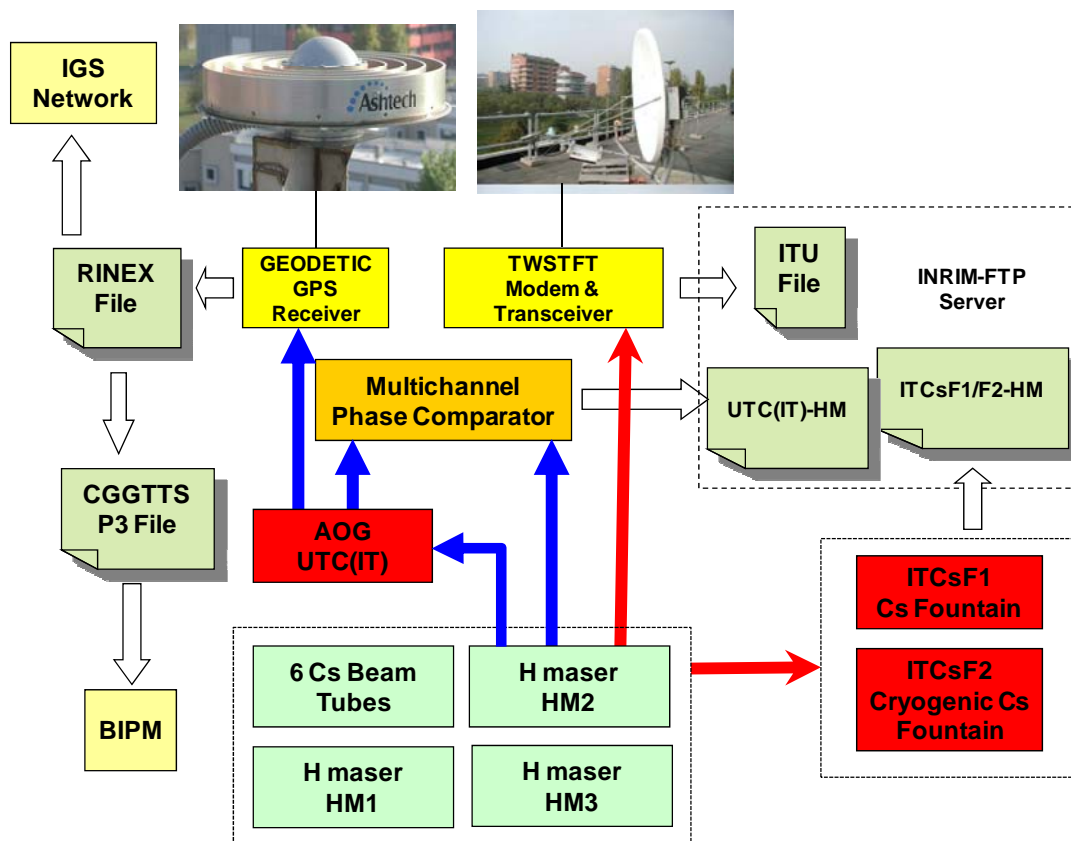 IGS
Network
Ashtech
RINEX
File
GEODETIC
GPS
Receiver
TWSTFT
Modem &
Transceiver
ITU
File
INRIM-FTP
Server
Multichannel
Phase Comparator
UTC(IT)-HM
ITCsF1/F2-HM
CGGTTS
P3 File
AOG
UTC(IT)
ITCsF1
Cs Fountain
ITCsF2
Cryogenic Cs
Fountain
6 Cs Beam
Tubes
H maser
HM2
BIPM
H maser
HM1
H maser
HM3